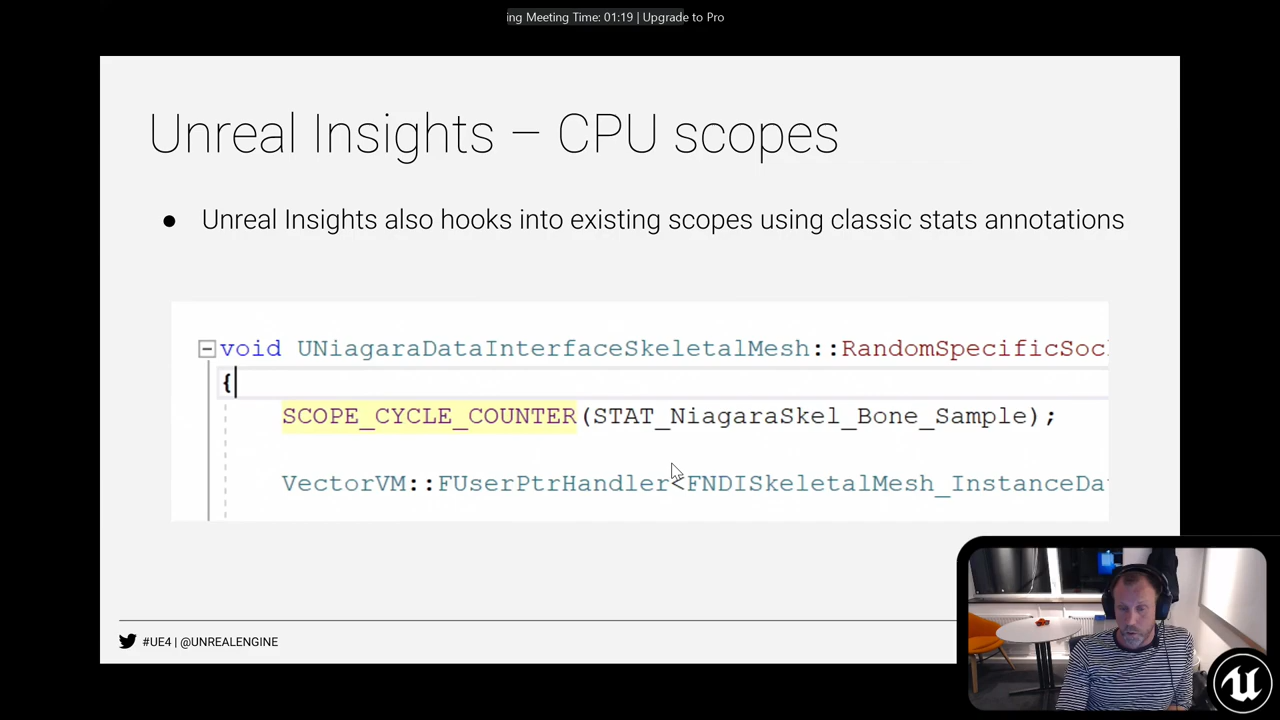 ing Meeting Time: 01:19 | Upgrade to Pro
Unreal Insights – CPU scopes
● Unreal Insights also hooks into existing scopes using classic stats annotations
void UNiagaraDataInterfaceSkeletalMesh::RandomSpecificSoc
{
SCOPE_CYCLE_COUNTER(STAT_NiagaraSkel_Bone_Sample);
VectorVM::FUserPtrHandler<FNDISkeletalMesh_InstanceDa
#UE4 | @UNREALENGINE